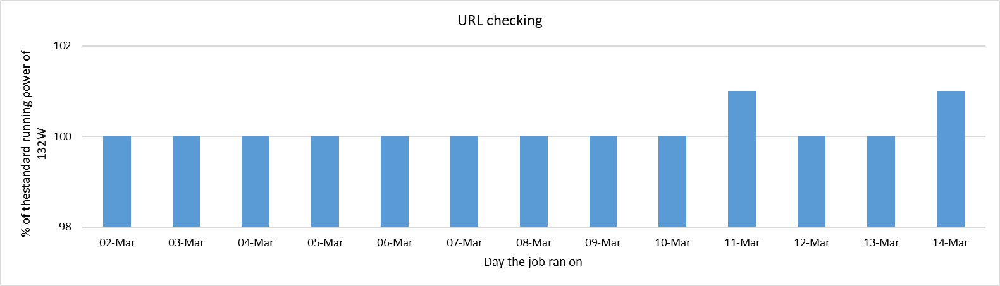 URL checking
% of thestandard running power of
132W
102
100
98
02-Mar 03-Mar 04-Mar 05-Mar 06-Mar 07-Mar 08-Mar 09-Mar 10-Mar 11-Mar 12-Mar 13-Mar 14-Mar
Day the job ran on